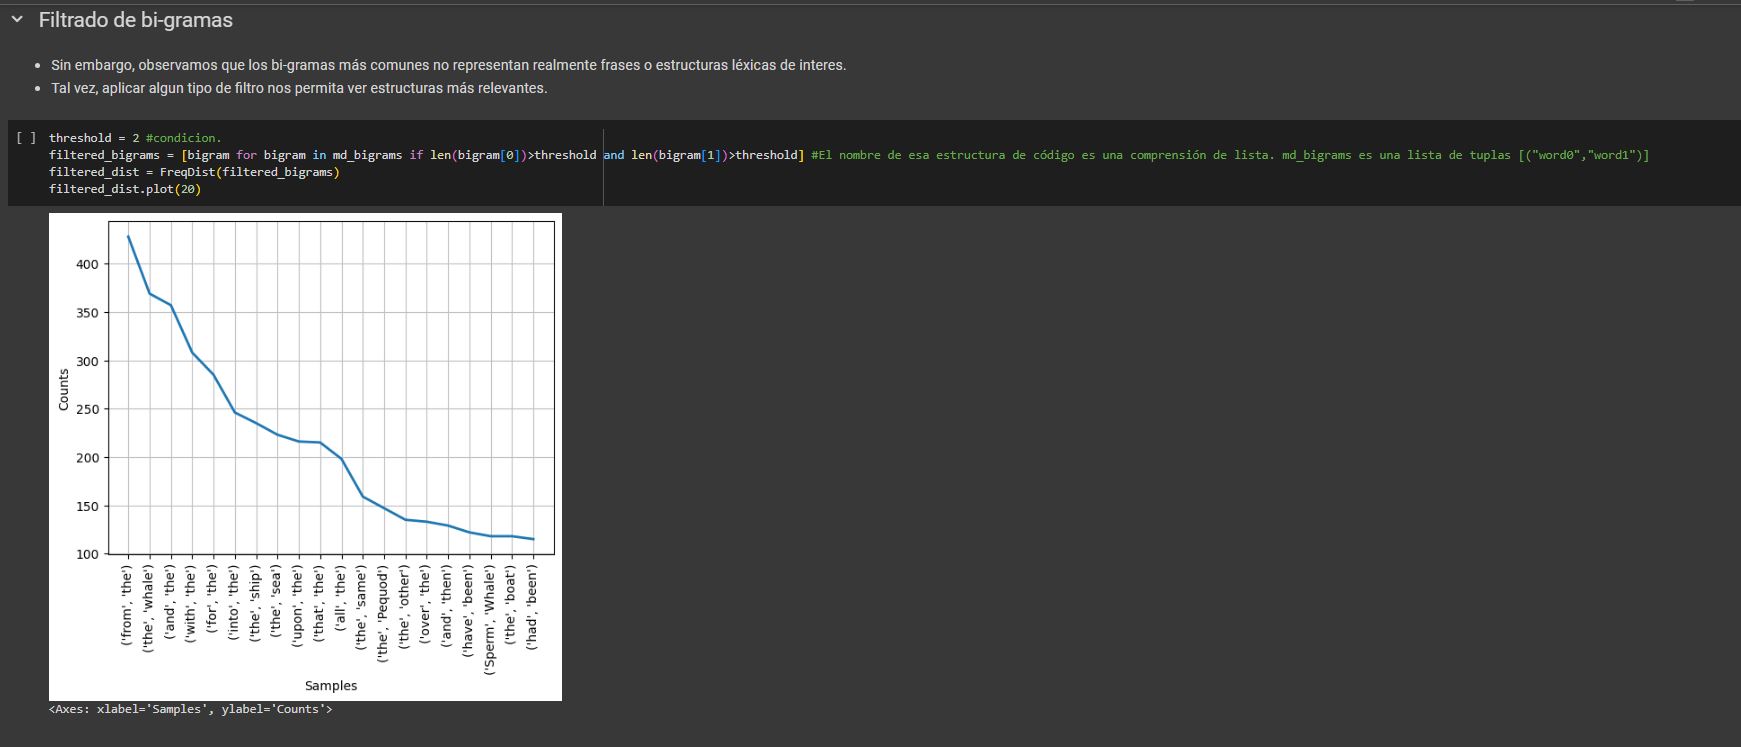 Filtrado de bi-gramas
Sin embargo, observamos que los bi-gramas más comunes no representan realmente frases o estructuras léxicas de interes.
Tal vez, aplicar algun tipo de filtro nos permita ver estructuras más relevantes.
[ ] threshold = 2 #condicion.
filtered_bigrams = [bigram for bigram in md_bigrams if len(bigram[0])>threshold and len(bigram[1])>threshold] #El nombre de esa estructura de código es una comprensión de lista. md_bigrams es una lista de tuplas [("word0","word1")]
filtered_dist = FreqDist(filtered_bigrams)
filtered_dist.plot(20)
400
350
300
250
200
150
100
Counts
('from', 'the')
('the', 'whale')
('and', 'the')
('with', 'the')
('for', 'the')
('into', 'the')
('the', 'ship')
('the', 'sea')
('upon', 'the')
('that', 'the')
('all', 'the')
('the', 'same')
('the', 'Pequod')
('the', 'other')
('over', 'the')
('and', 'then')
('have', 'been')
('Sperm', 'Whale')
('the', 'boat')
('had', 'been')
Samples
<Axes: xlabel='Samples', ylabel='Counts'>